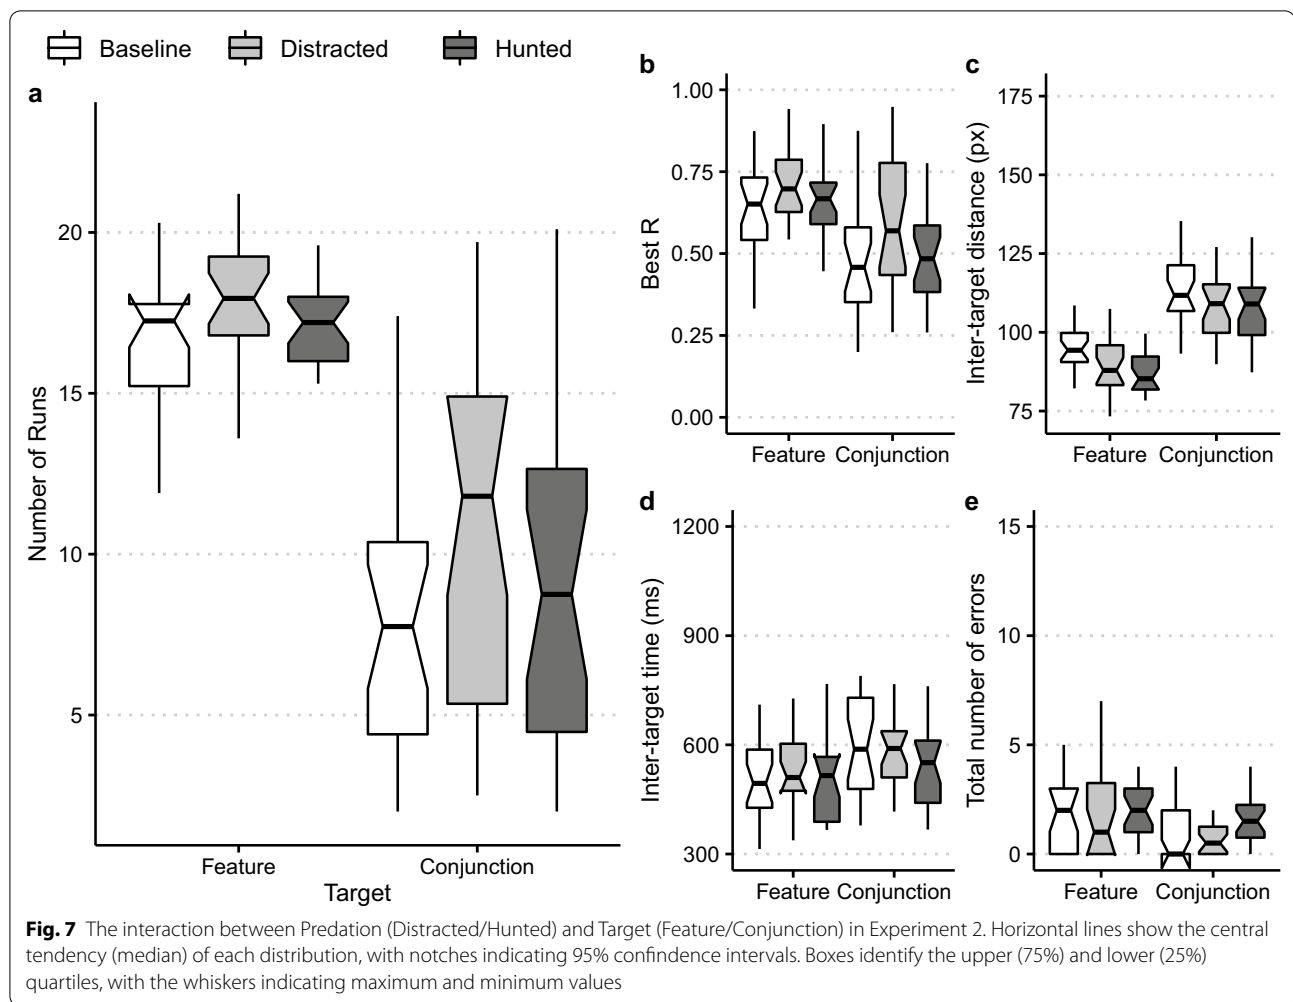 Baseline
Distracted
Hunted
a
Number of Runs
20
15
10
5
Feature
Conjunction
Target
b
Best R
1.00
0.75
0.50
0.25
0.00
Feature
Conjunction
c
Inter-target distance (px)
175
150
125
100
75
Feature
Conjunction
d
Inter-target time (ms)
1200
900
600
300
Feature
Conjunction
e
Total number of errors
15
10
5
0
Feature
Conjunction
Fig. 7 The interaction between Predation (Distracted/Hunted) and Target (Feature/Conjunction) in Experiment 2. Horizontal lines show the central
tendency (median) of each distribution, with notches indicating 95% confindence intervals. Boxes identify the upper (75%) and lower (25%)
quartiles, with the whiskers indicating maximum and minimum values